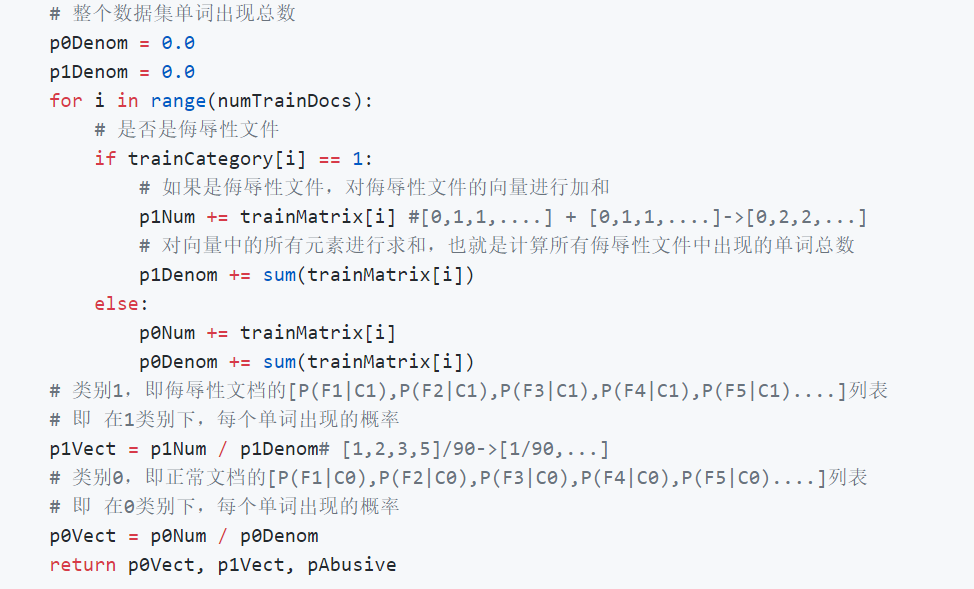 # 整个数据集单词出现总数
p0Denom = 0.0
p1Denom = 0.0
for i in range(numTrainDocs):
    # 是否是侮辱性文件
    if trainCategory[i] == 1:
        # 如果是侮辱性文件，对侮辱性文件的向量进行加和
        p1Num += trainMatrix[i] #[0,1,1,....] + [0,1,1,....]->[0,2,2,...]
        # 对向量中的所有元素进行求和，也就是计算所有侮辱性文件中出现的单词总数
        p1Denom += sum(trainMatrix[i])
    else:
        p0Num += trainMatrix[i]
        p0Denom += sum(trainMatrix[i])
# 类别1，即侮辱性文档的[P(F1|C1),P(F2|C1),P(F3|C1),P(F4|C1),P(F5|C1)....]列表
# 即 在1类别下，每个单词出现的概率
p1Vect = p1Num / p1Denom# [1,2,3,5]/90->[1/90,...]
# 类别0，即正常文档的[P(F1|C0),P(F2|C0),P(F3|C0),P(F4|C0),P(F5|C0)....]列表
# 即 在0类别下，每个单词出现的概率
p0Vect = p0Num / p0Denom
return p0Vect, p1Vect, pAbusive